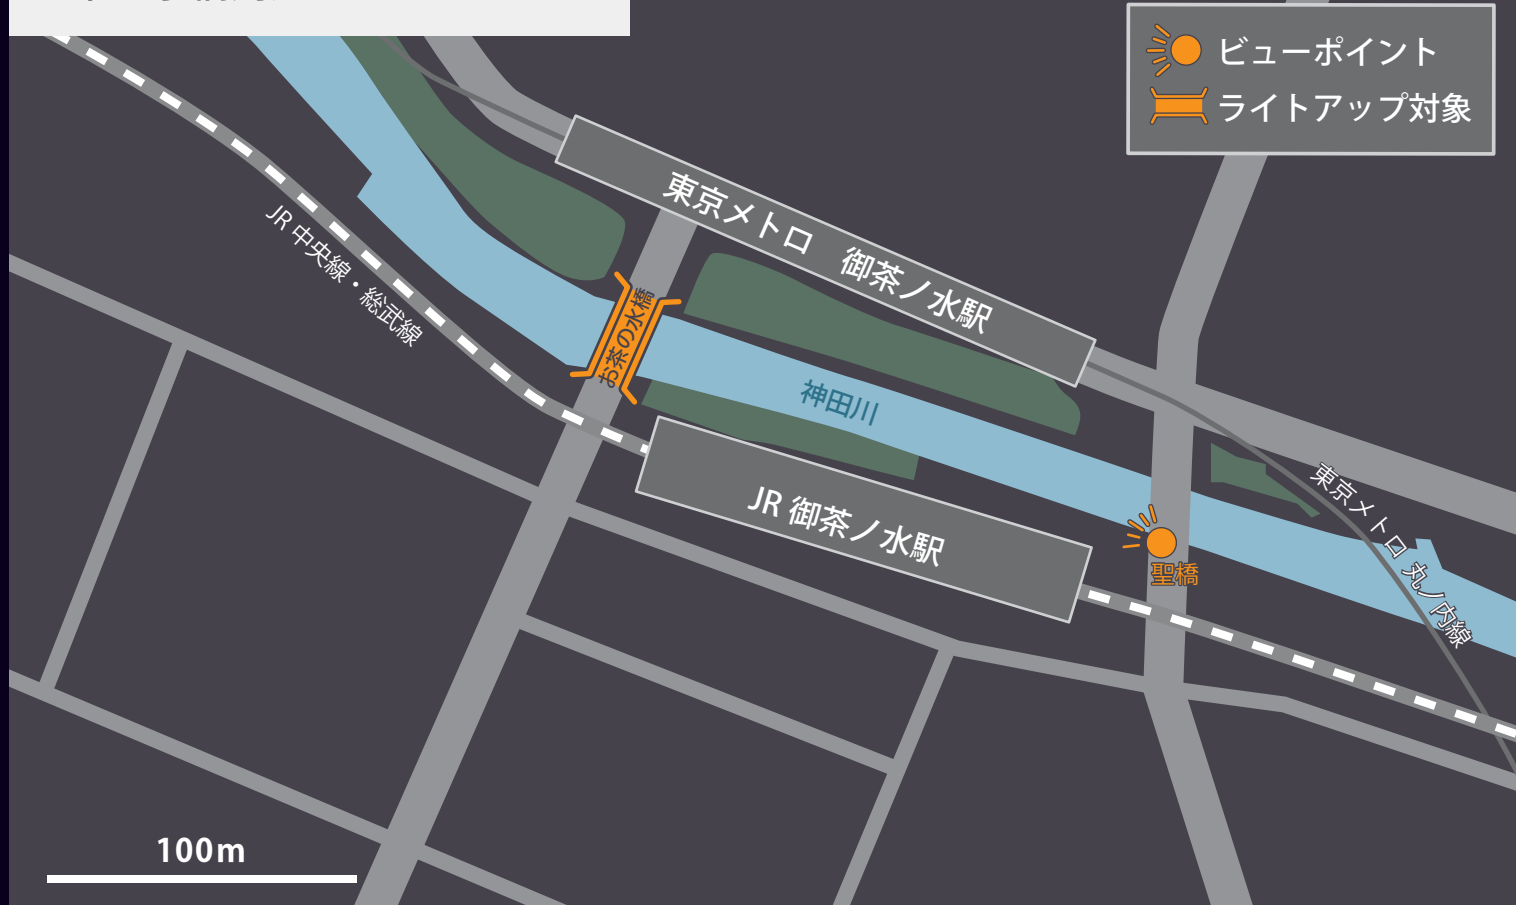 ビューポイント
ライトアップ対象
東京メトロ 御茶ノ水駅
JR 中央線・総武線
お茶の水橋
神田川
JR 御茶ノ水駅
聖橋
東京メトロ 丸ノ内線
100m